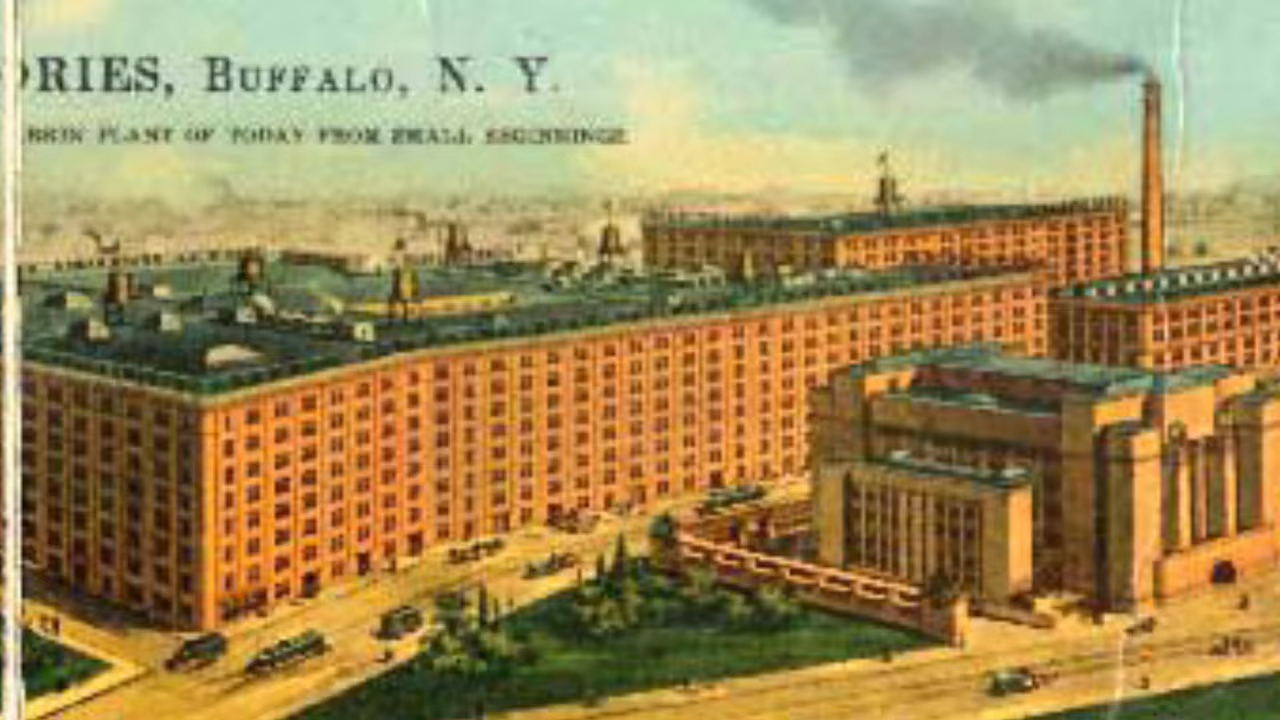 ORIES, BUFFALO, N. Y.
PLANT OF TODAY FROM SMALL BEGINNINGS